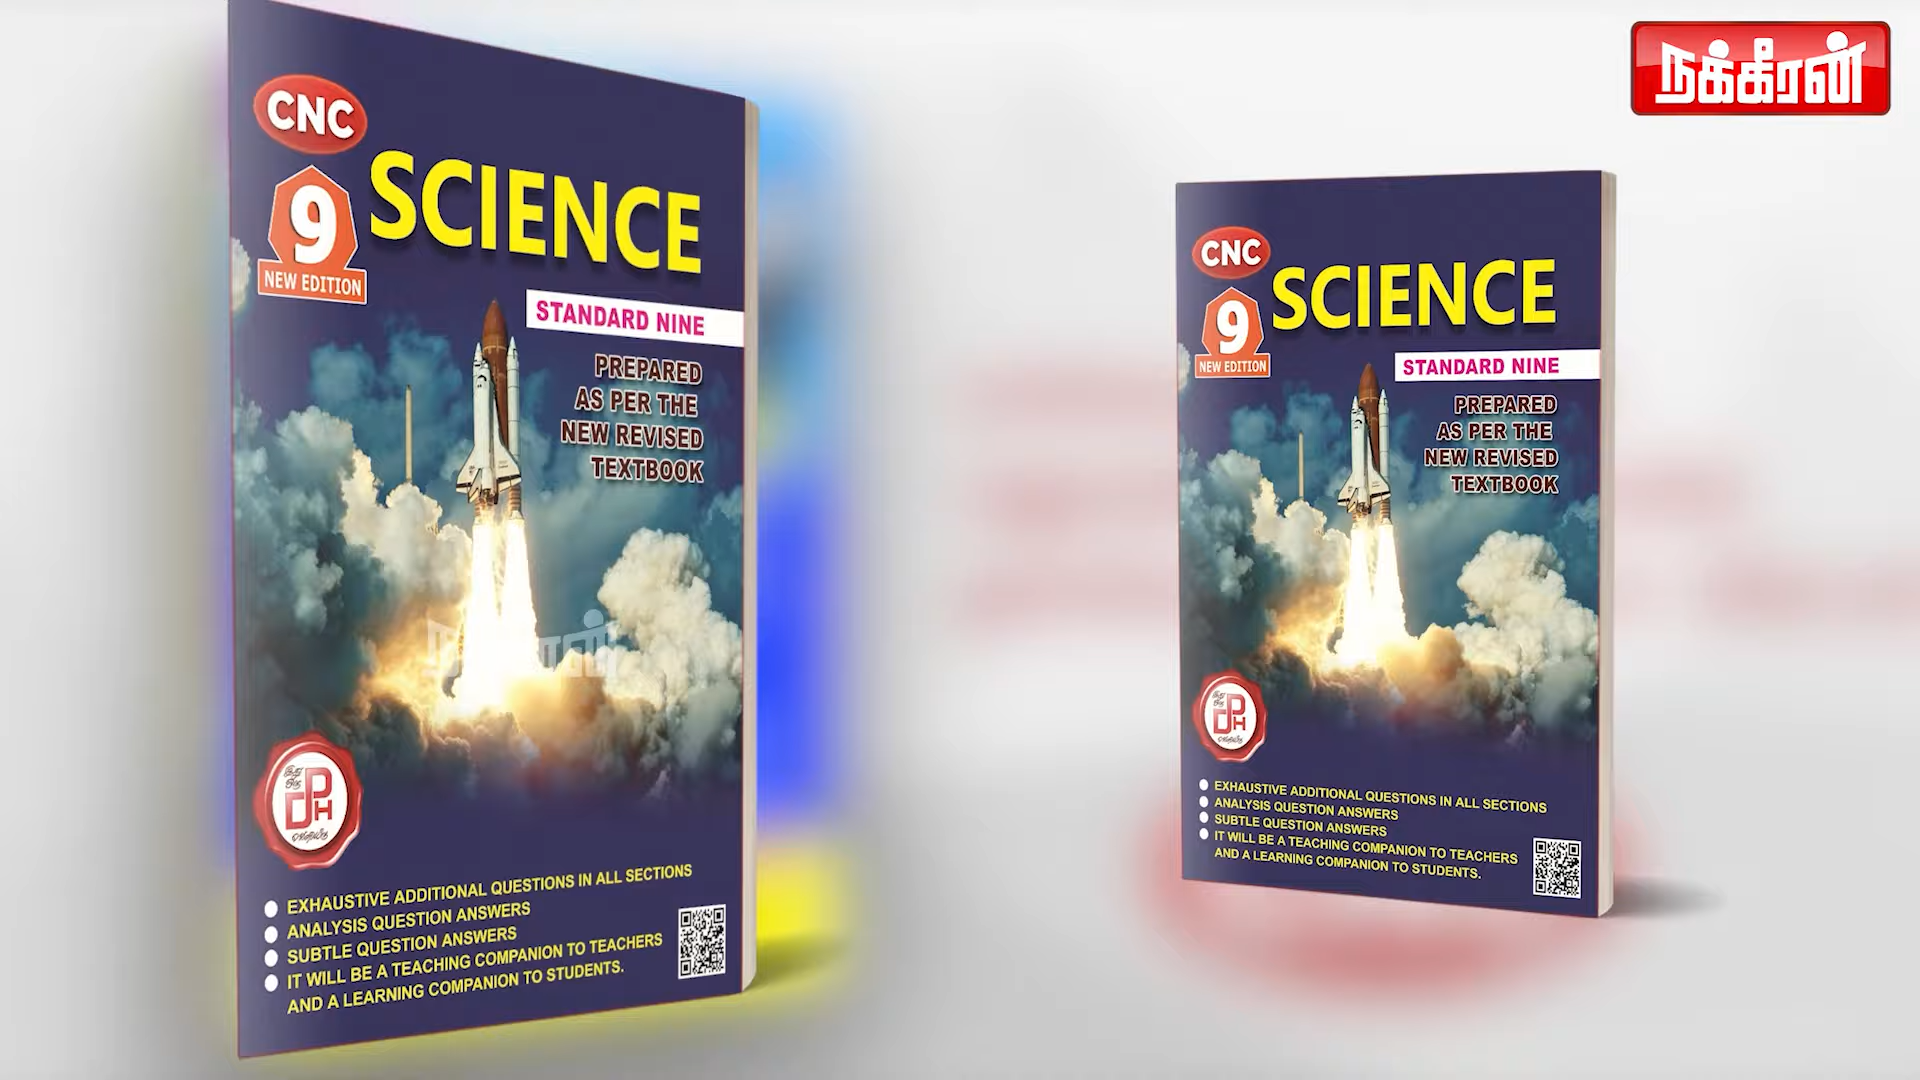 நக்கீரன்
CNC
9
NEW EDITION
SCIENCE
STANDARD NINE
PREPARED
AS PER THE
NEW REVISED
TEXTBOOK
DPH
EXHAUSTIVE ADDITIONAL QUESTIONS IN ALL SECTIONS
ANALYSIS QUESTION ANSWERS
SUBTLE QUESTION ANSWERS
IT WILL BE A TEACHING COMPANION TO TEACHERS
AND A LEARNING COMPANION TO STUDENTS.
CNC
9
NEW EDITION
SCIENCE
STANDARD NINE
PREPARED
AS PER THE
NEW REVISED
TEXTBOOK
DPH
EXHAUSTIVE ADDITIONAL QUESTIONS IN ALL SECTIONS
ANALYSIS QUESTION ANSWERS
SUBTLE QUESTION ANSWERS
IT WILL BE A TEACHING COMPANION TO TEACHERS
AND A LEARNING COMPANION TO STUDENTS.